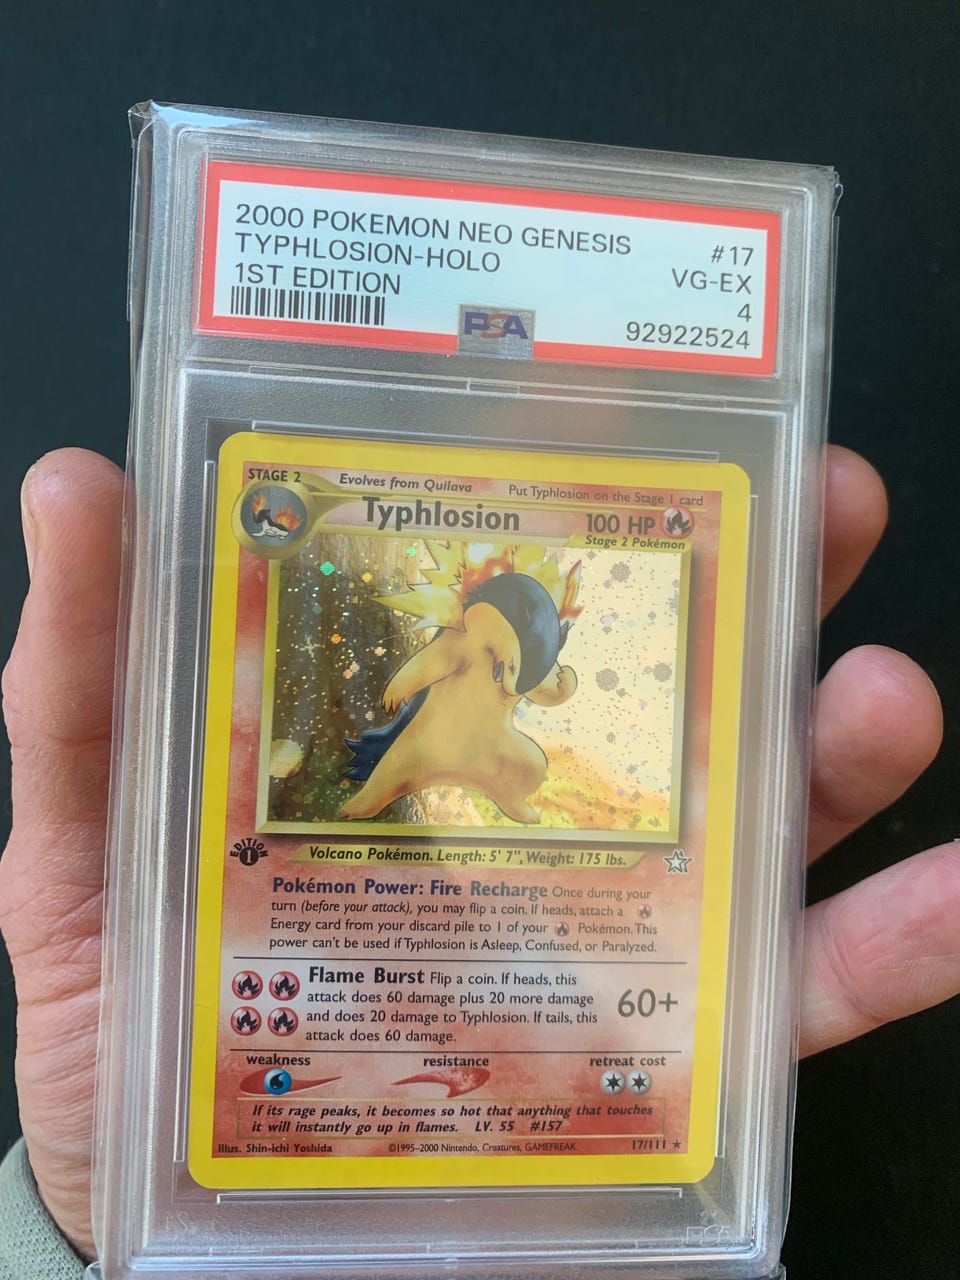 2000 POKEMON NEO GENESIS #17
TYPHLOSION-HOLO VG-EX
1ST EDITION 4
PSA 92922524
STAGE 2 Evolves from Quilava Put Typhlosion on the Stage 1 card
Typhlosion 100 HP
Stage 2 Pokémon
EDITION
1
Volcano Pokémon. Length: 5' 7", Weight: 175 lbs.
Pokémon Power: Fire Recharge Once during your
turn (before your attack), you may flip a coin. If heads, attach a
Energy card from your discard pile to 1 of your Pokémon. This
power can't be used if Typhlosion is Asleep, Confused, or Paralyzed.
Flame Burst Flip a coin. If heads, this
attack does 60 damage plus 20 more damage
and does 20 damage to Typhlosion. If tails, this
attack does 60 damage.
60+
weakness resistance retreat cost
If its rage peaks, it becomes so hot that anything that touches
it will instantly go up in flames. LV. 55 #157
Illus. Shin-ichi Yoshida ©1995-2000 Nintendo, Creatures, GAMEFREAK. 17/111 ★
PSA